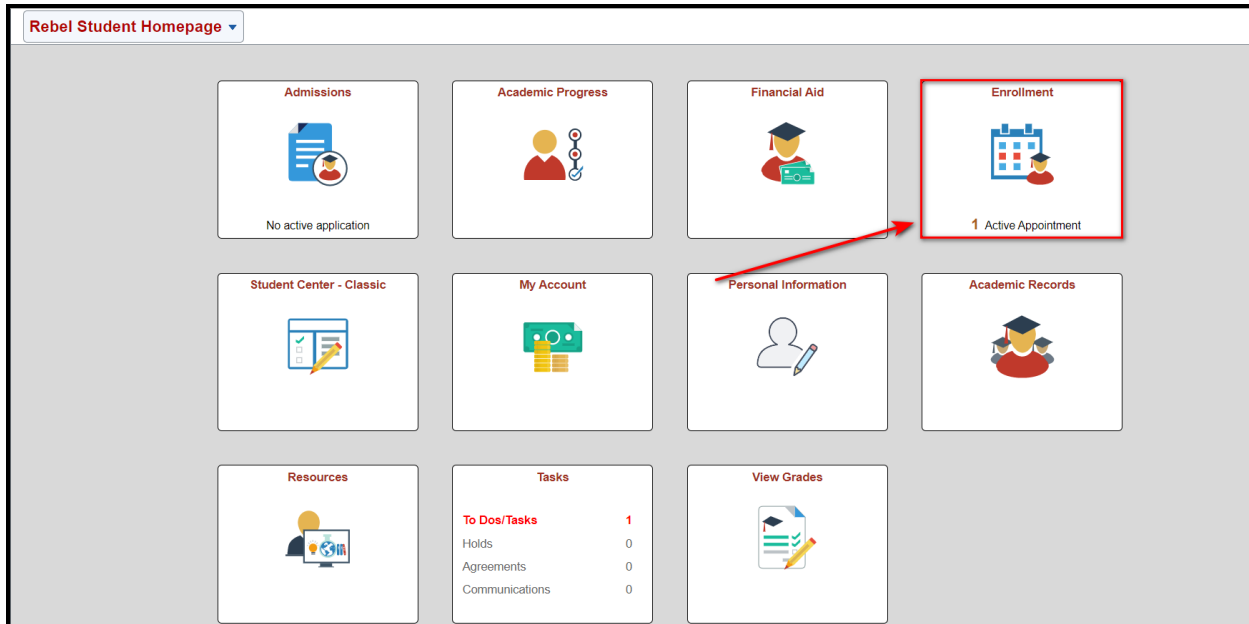 Rebel Student Homepage
Admissions
No active application
Academic Progress
Financial Aid
Enrollment
1 Active Appointment
Student Center - Classic
My Account
Personal Information
Academic Records
Resources
Tasks
To Dos/Tasks 1
Holds 0
Agreements 0
Communications 0
View Grades